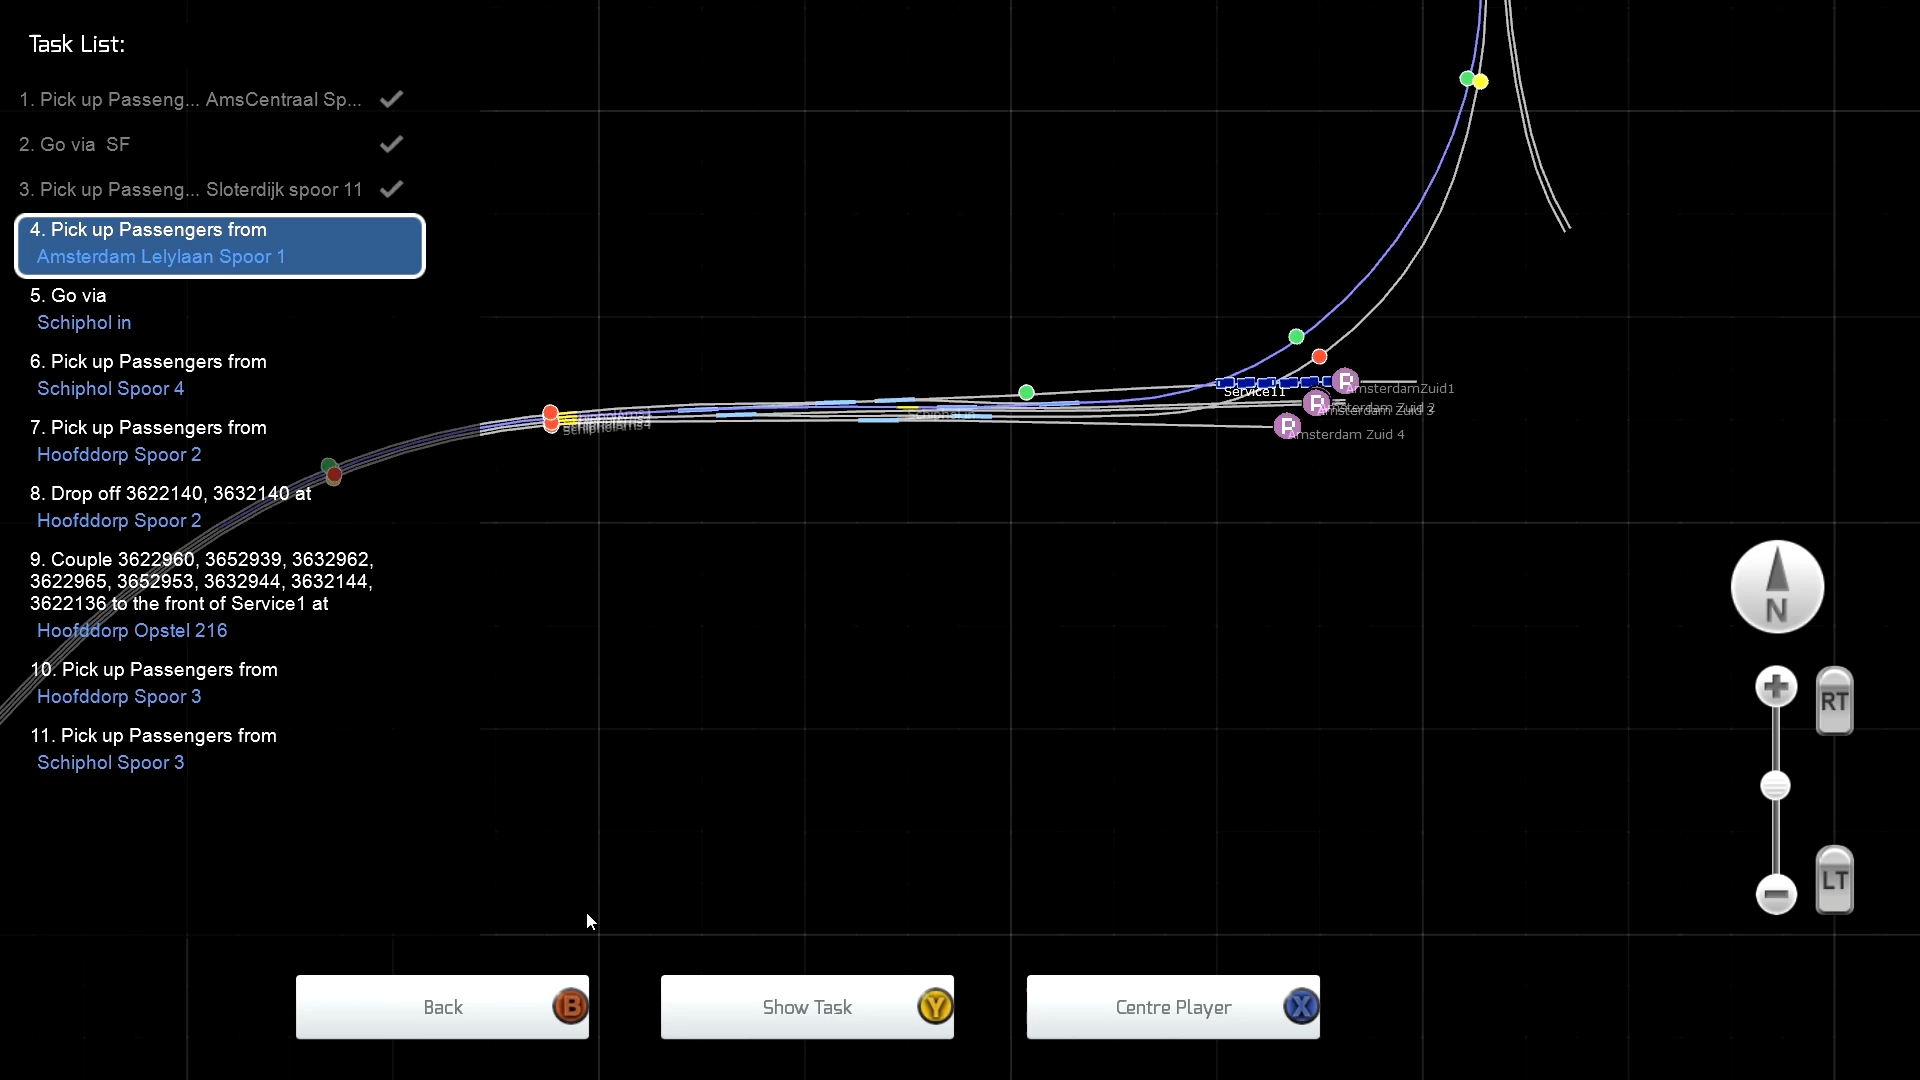 Task List:
1. Pick up Passeng... AmsCentraal Sp...
2. Go via SF
3. Pick up Passeng... Sloterdijk spoor 11
4. Pick up Passengers from
Amsterdam Lelylaan Spoor 1
5. Go via
Schiphol in
6. Pick up Passengers from
Schiphol Spoor 4
7. Pick up Passengers from
Hoofddorp Spoor 2
8. Drop off 3622140, 3632140 at
Hoofddorp Spoor 2
9. Couple 3622960, 3652939, 3632962,
3622965, 3652953, 3632944, 3632144,
3622136 to the front of Service1 at
Hoofddorp Opstel 216
10. Pick up Passengers from
Hoofddorp Spoor 3
11. Pick up Passengers from
Schiphol Spoor 3
Service11
P
AmsterdamZuid1
P
P
Amsterdam Zuid 4
N
RT
LT
Back B
Show Task Y
Centre Player X